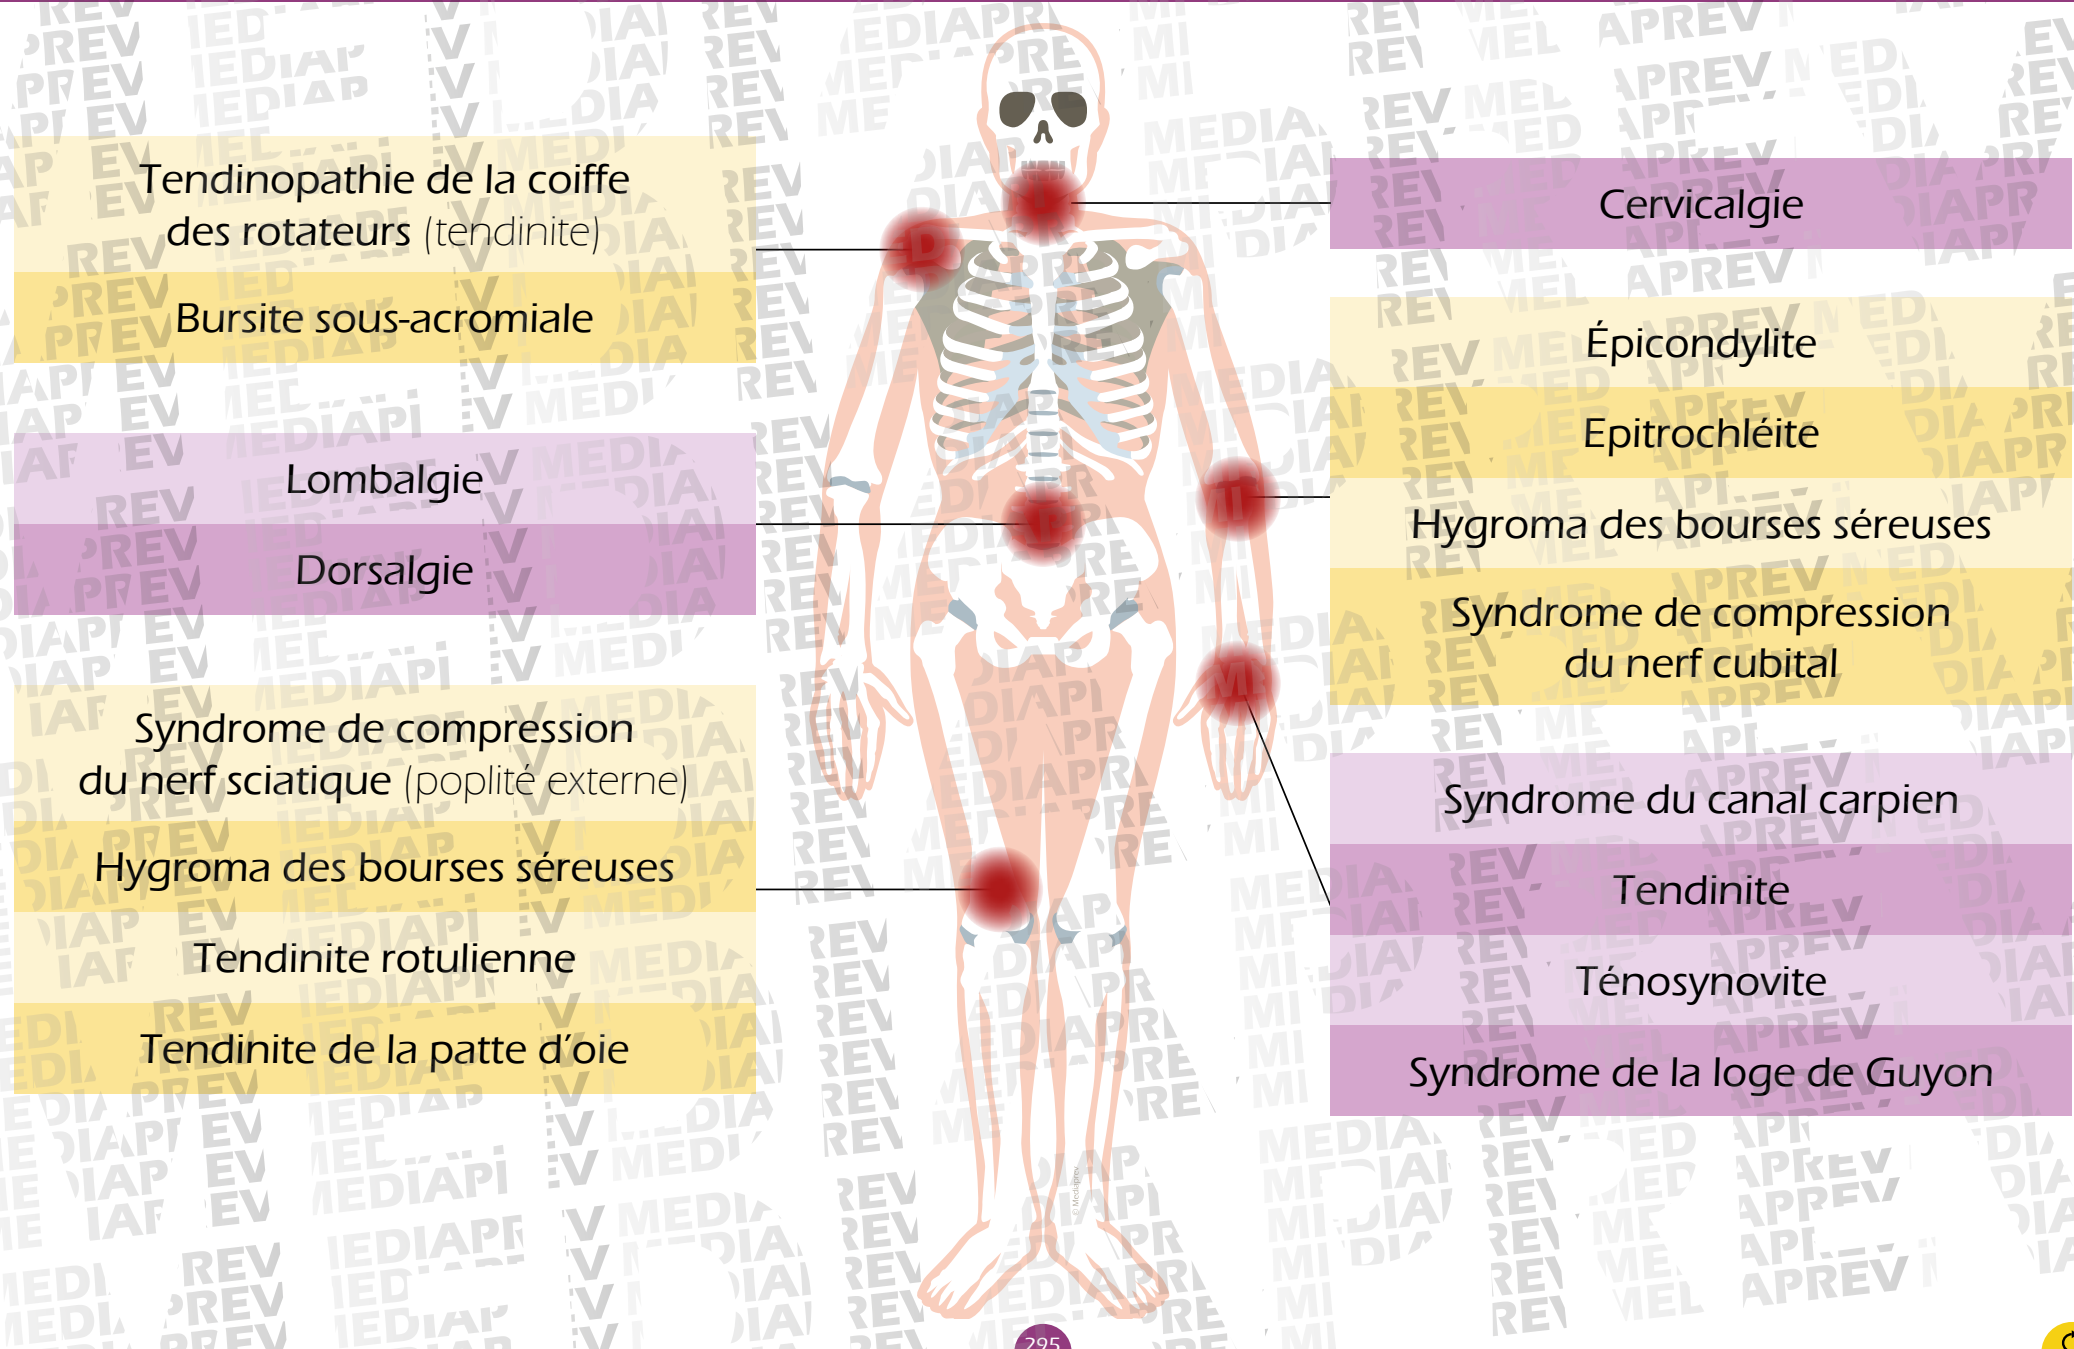 Tendinopathie de la coiffe
des rotateurs (tendinite)
Bursite sous-acromiale
Lombalgie
Dorsalgie
Syndrome de compression
du nerf sciatique (poplité externe)
Hygroma des bourses séreuses
Tendinite rotulienne
Tendinite de la patte d’oie
Cervicalgie
Épicondylite
Epitrochléite
Hygroma des bourses séreuses
Syndrome de compression
du nerf cubital
Syndrome du canal carpien
Tendinite
Ténosynovite
Syndrome de la loge de Guyon
© Mediaprev
295